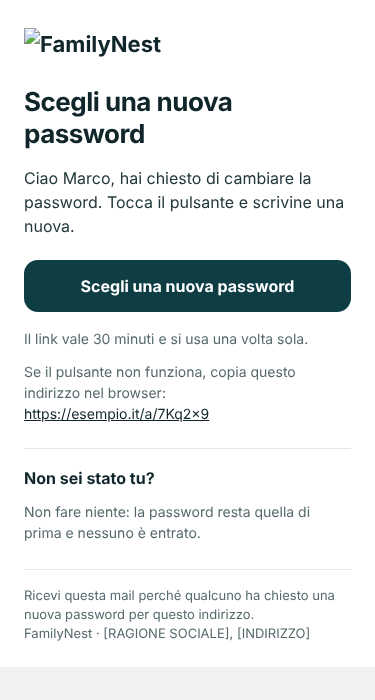 FamilyNest
Scegli una nuova
password
Ciao Marco, hai chiesto di cambiare la
password. Tocca il pulsante e scrivine una
nuova.
Scegli una nuova password
Il link vale 30 minuti e si usa una volta sola.
Se il pulsante non funziona, copia questo
indirizzo nel browser:
https://esempio.it/a/7Kq2x9
Non sei stato tu?
Non fare niente: la password resta quella di
prima e nessuno è entrato.
Ricevi questa mail perché qualcuno ha chiesto una
nuova password per questo indirizzo.
FamilyNest · [RAGIONE SOCIALE], [INDIRIZZO]